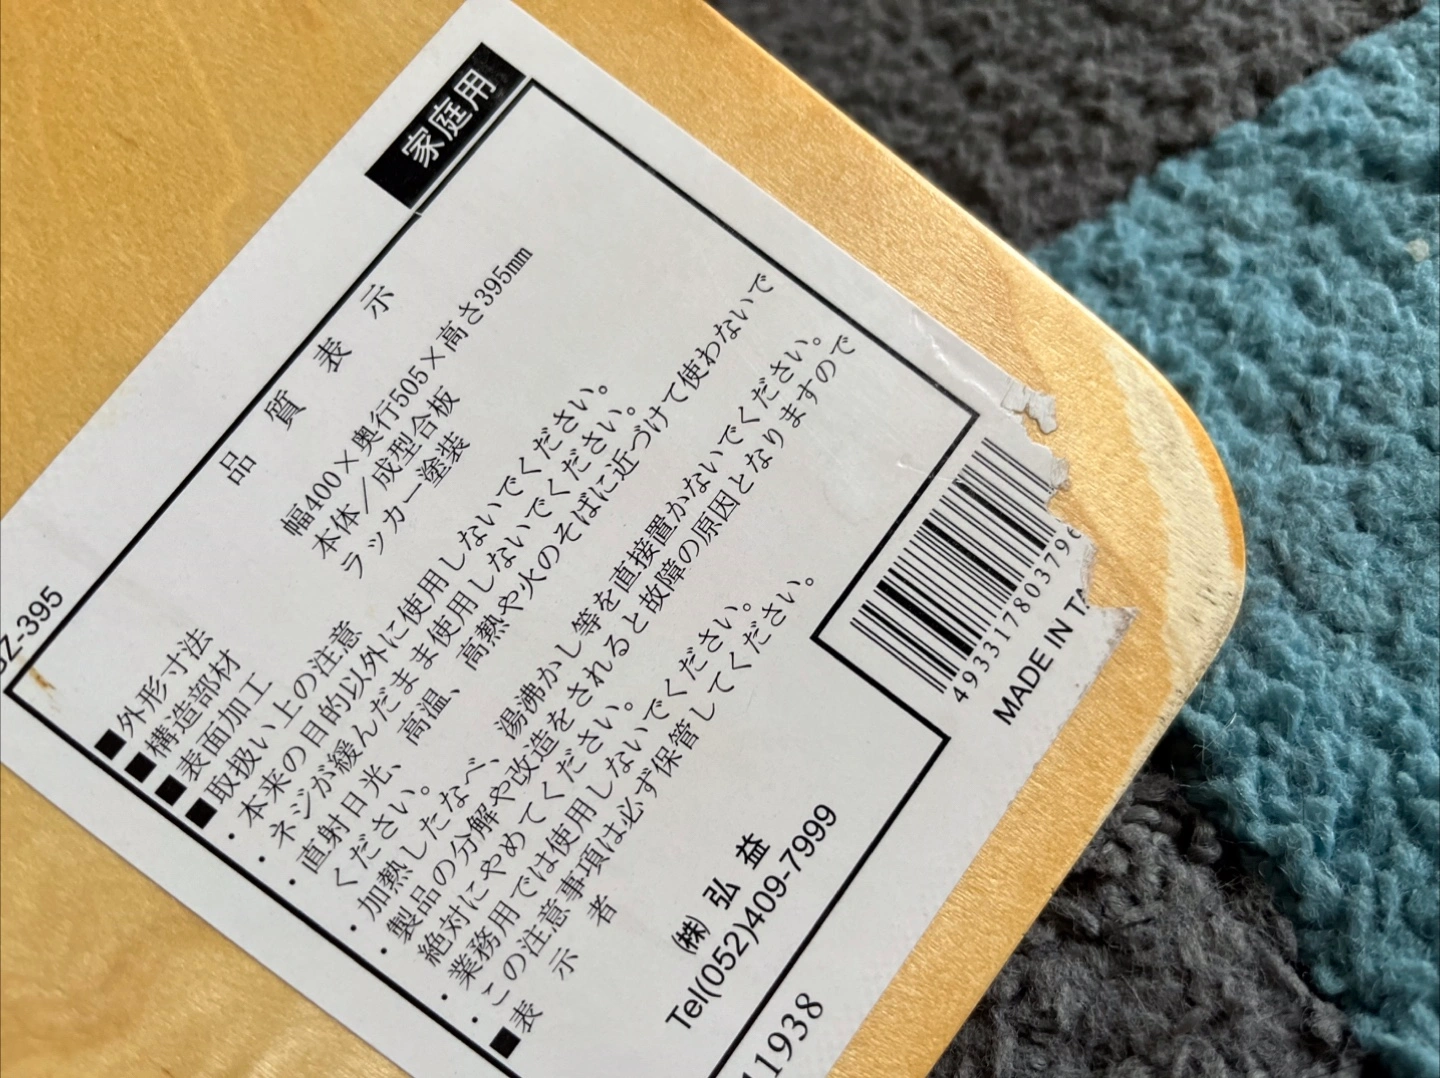 Z-395
家庭用
品質表示
■外形寸法 幅400×奥行505×高さ395mm
■構造部材 本体／成型合板
■表面加工 ラッカー塗装
■取扱い上の注意
・本来の目的以外に使用しないでください。
・ネジが緩んだまま使用しないでください。
・直射日光、高温、高熱や火のそばに近づけて使わないで
ください。
・加熱したなべ、湯沸かし等を直接置かないでください。
・製品の分解や改造をされると故障の原因となりますので
絶対にやめてください。
・業務用では使用しないでください。
・この注意事項は必ず保管してください。
■表示者 ㈱ 弘益
Tel(052)409-7999
493317803796
MADE IN
11938